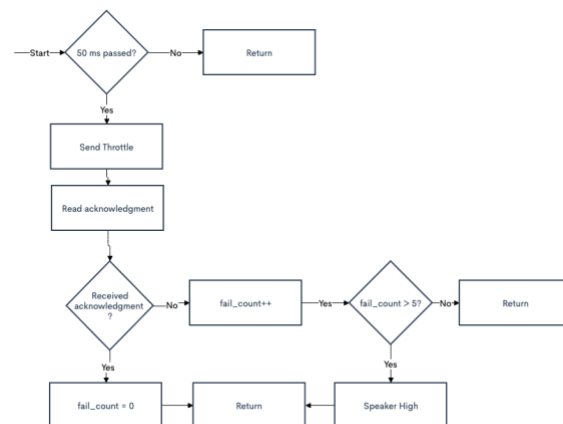 Start
50 ms passed?
No
Return
Yes
Send Throttle
Read acknowledgment
Received
acknowledgment
?
No
fail_count++
Yes
fail_count > 5?
No
Return
Yes
Yes
fail_count = 0
Return
Speaker High